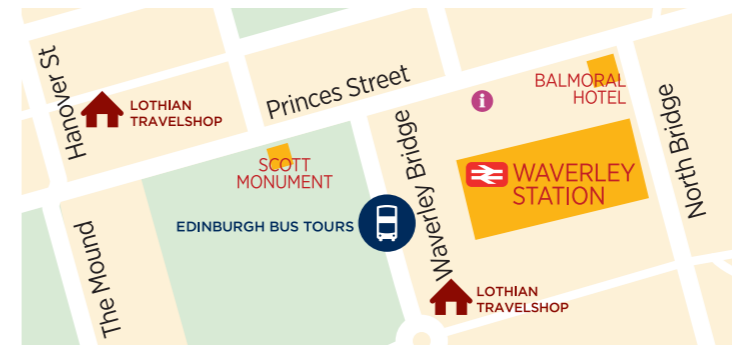 Hanover St
LOTHIAN
TRAVELSHOP
Princes Street
BALMORAL
HOTEL
i
North Bridge
Waverley Bridge
SCOTT
MONUMENT
WAVERLEY
STATION
EDINBURGH BUS TOURS
The Mound
LOTHIAN
TRAVELSHOP